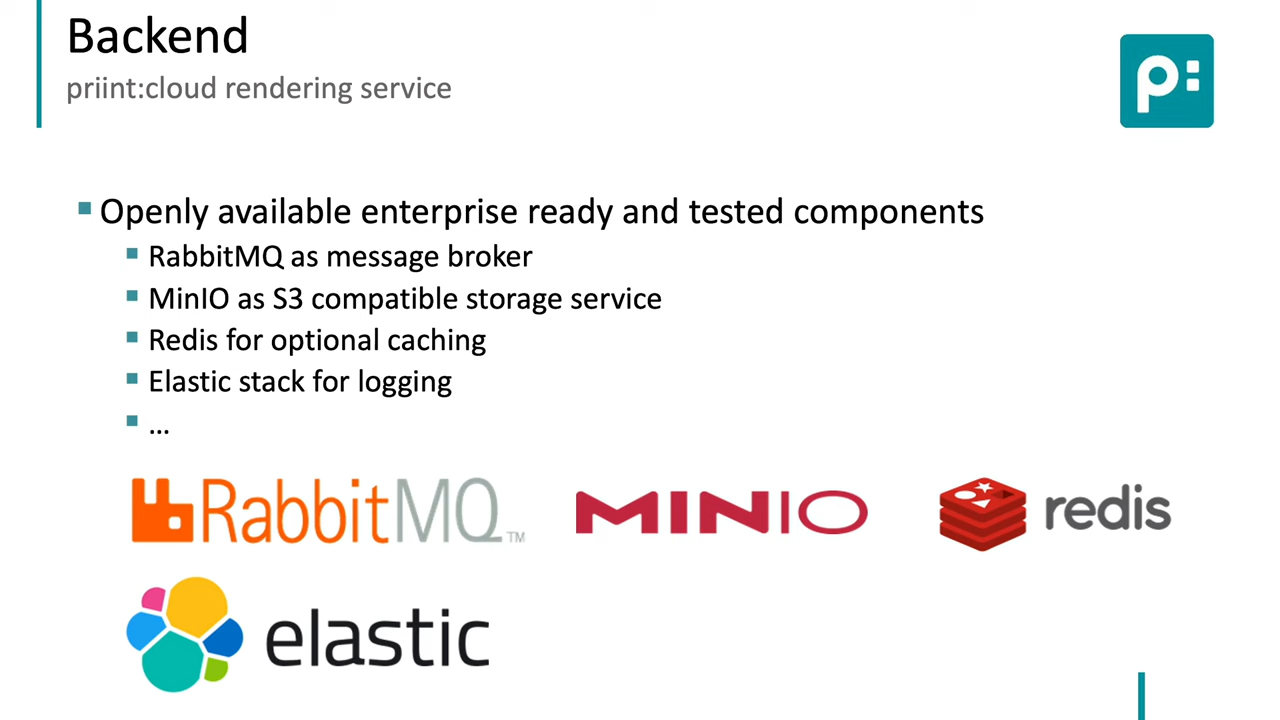 Backend
priint:cloud rendering service
p:
Openly available enterprise ready and tested components
RabbitMQ as message broker
MinIO as S3 compatible storage service
Redis for optional caching
Elastic stack for logging
...
RabbitMQ™
MINIO
redis
elastic